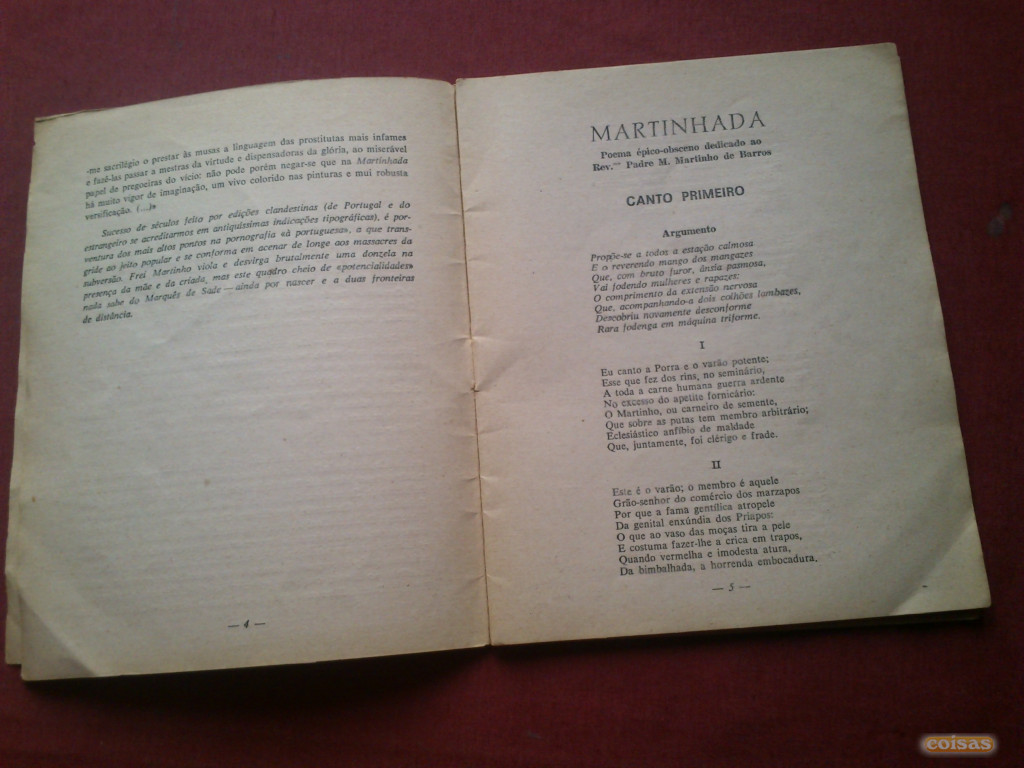 -me sacrilégio o prestar às musas a linguagem das prostitutas mais infames
e fazê-las passar a mestras da virtude e dispensadoras da glória, ao miserável
papel de pregoeiras do vício: não pode porém negar-se que na Martinhada
há muito vigor de imaginação, um vivo colorido nas pinturas e mui robusta
versificação. (...)»
Sucesso de séculos feito por edições clandestinas (de Portugal e do
estrangeiro se acreditarmos em antiquíssimas indicações tipográficas), é por-
ventura dos mais altos pontos na pornografia «à portuguesa», a que trans-
gride ao jeito popular e se conforma em acenar de longe aos massacres da
subversão. Frei Martinho viola e desvirga brutalmente uma donzela na
presença da mãe e da criada, mas este quadro cheio de «potencialidades»
nada sabe do Marquês de Sade — ainda por nascer e a duas fronteiras
de distância.
— 4 —
MARTINHADA
Poema épico-obsceno dedicado ao
Rev.mo Padre M. Martinho de Barros
CANTO PRIMEIRO
Argumento
Propõe-se a todos a estação calmosa
E o reverendo mango dos mangazes
Que, com bruto furor, ânsia pasmosa,
Vai fodendo mulheres e rapazes:
O comprimento da extensão nervosa
Que, acompanhando-a dois colhões lambazes,
Descobriu novamente desconforme
Rara fodenga em máquina triforme.
I
Eu canto a Porra e o varão potente;
Esse que fez dos rins, no seminário,
A toda a carne humana guerra ardente
No excesso do apetite fornicário:
O Martinho, ou carneiro de semente,
Que sobre as putas tem membro arbitrário;
Eclesiástico anfíbio de maldade
Que, juntamente, foi clérigo e frade.
II
Este é o varão; o membro é aquele
Grão-senhor do comércio dos marzapos
Por que a fama gentílica atropele
Da genital enxúndia dos Priapos:
O que ao vaso das moças tira a pele
E costuma fazer-lhe a crica em trapos,
Quando vermelha e imodesta atura,
Da bimbalhada, a horrenda embocadura.
— 5 —
coisas